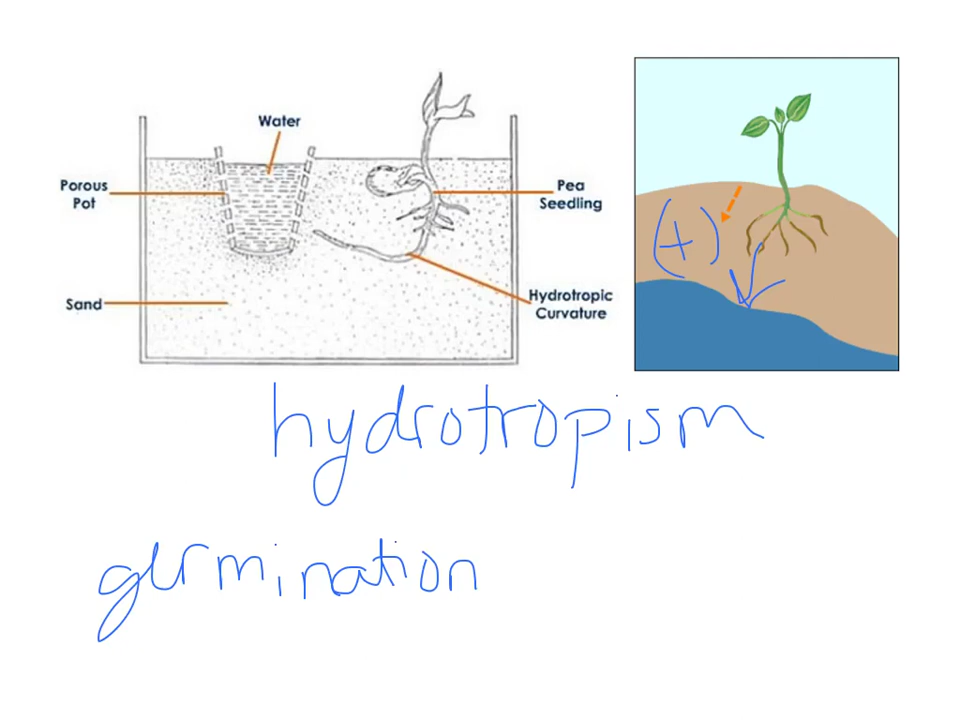 Water
Porous
Pot
Pea
Seedling
Sand
Hydrotropic
Curvature
(+)
hydrotropism
germination